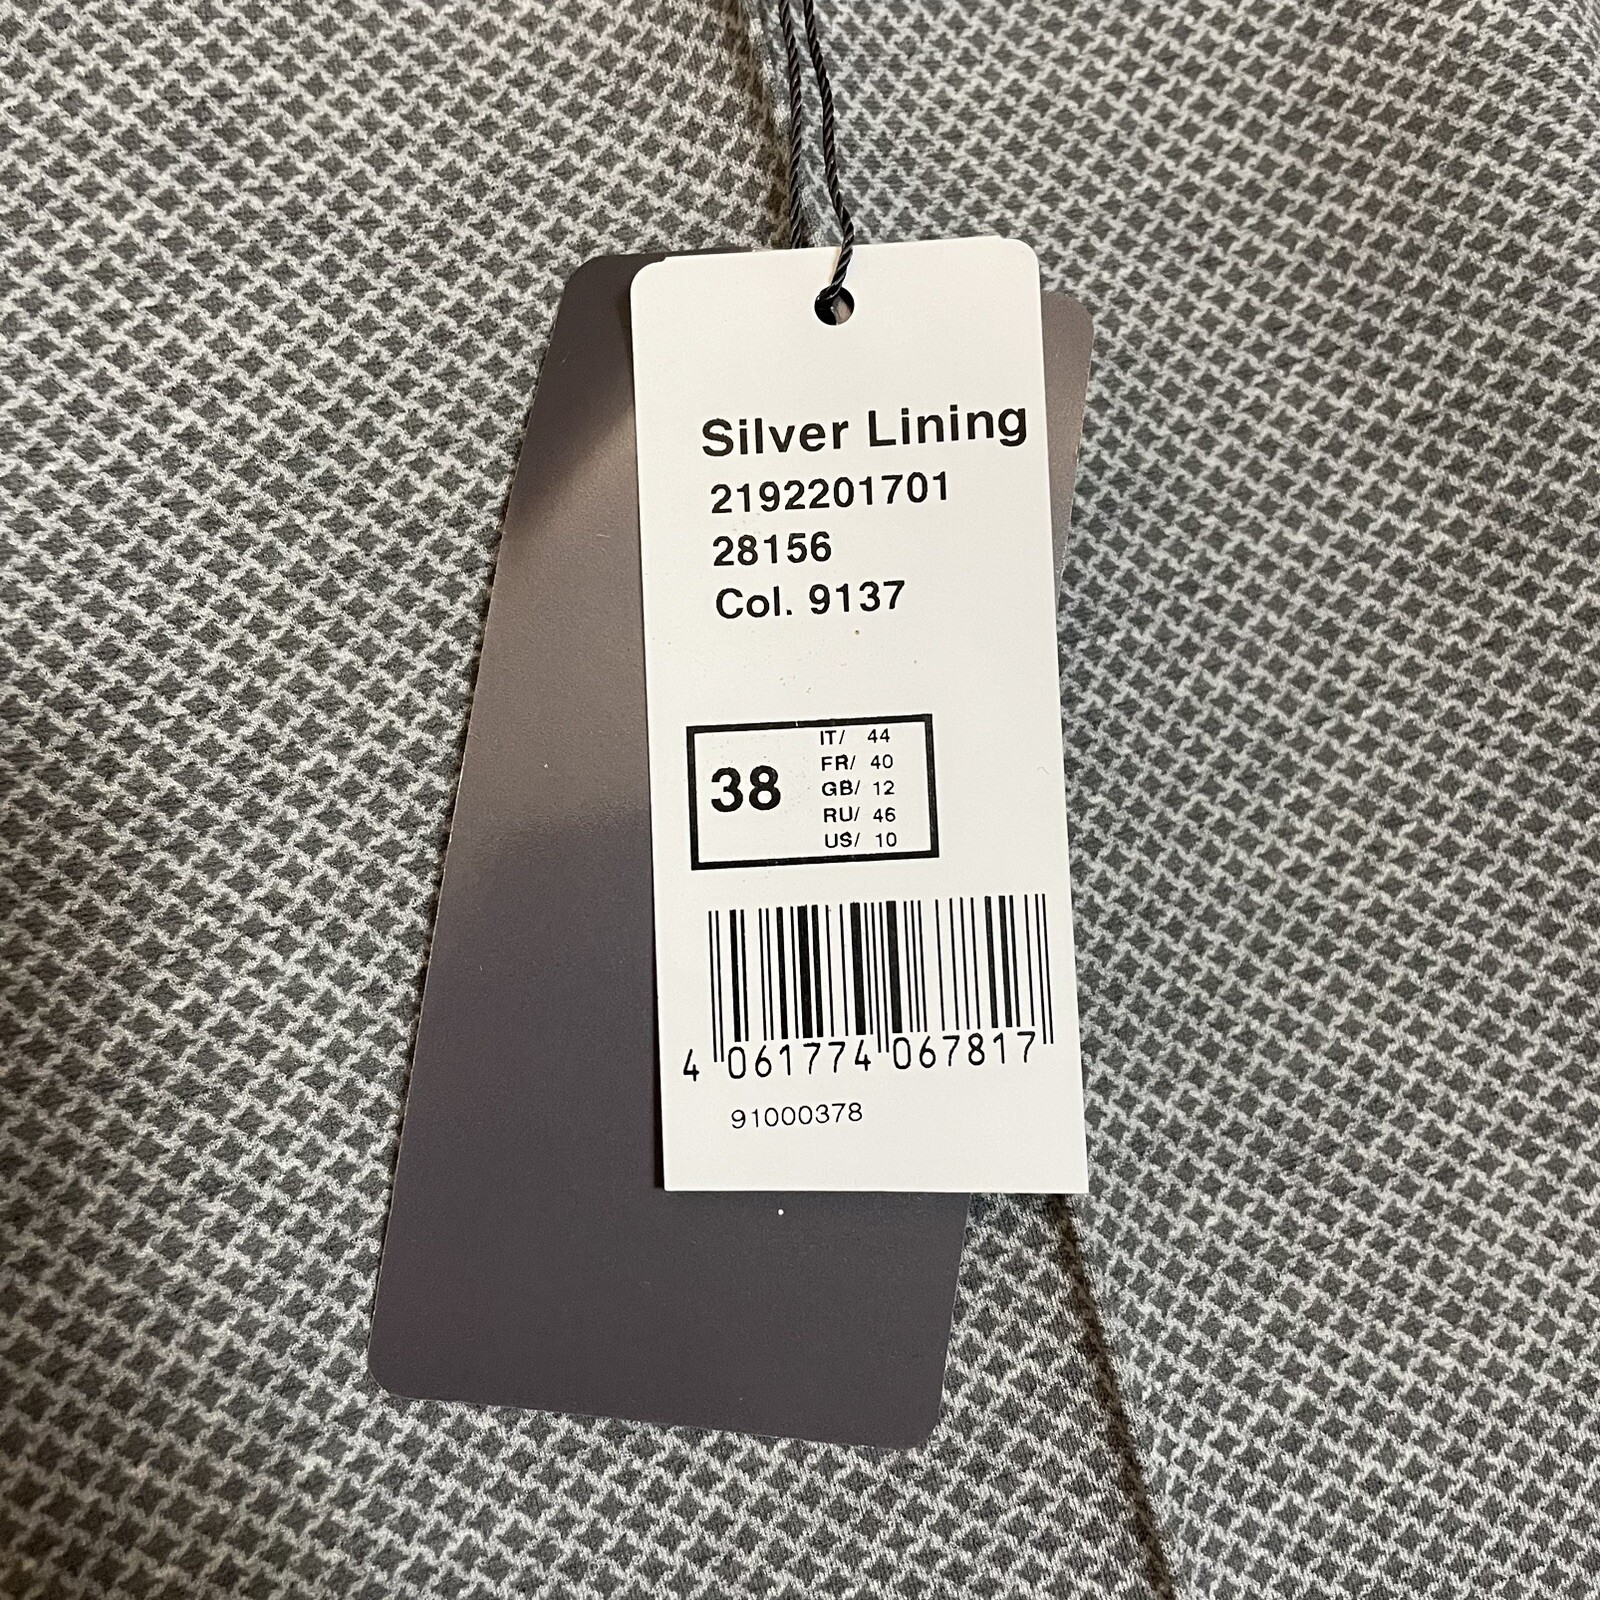 Silver Lining
2192201701
28156
Col. 9137
38
IT/ 44
FR/ 40
GB/ 12
RU/ 46
US/ 10
4 061774 067817
91000378